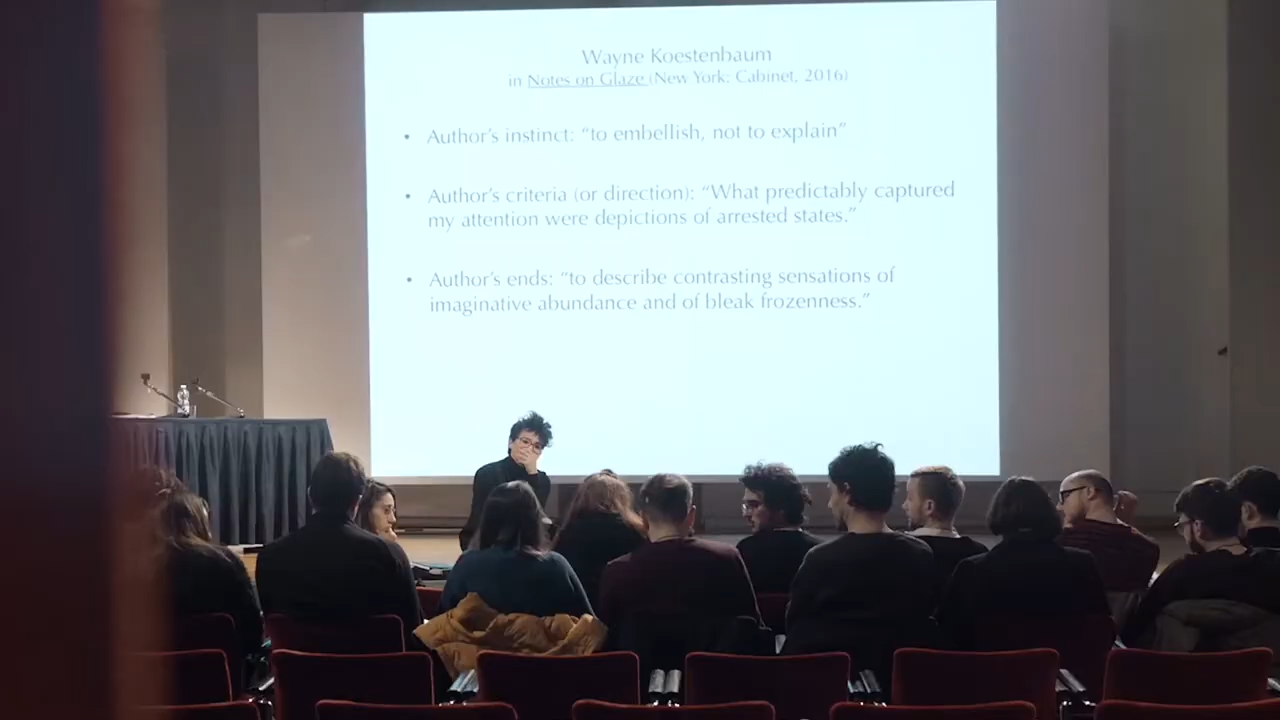 Wayne Koestenbaum
in Notes on Glaze (New York: Cabinet, 2016)
• Author's instinct: “to embellish, not to explain”
• Author's criteria (or direction): “What predictably captured
my attention were depictions of arrested states.”
• Author's ends: “to describe contrasting sensations of
imaginative abundance and of bleak frozenness.”